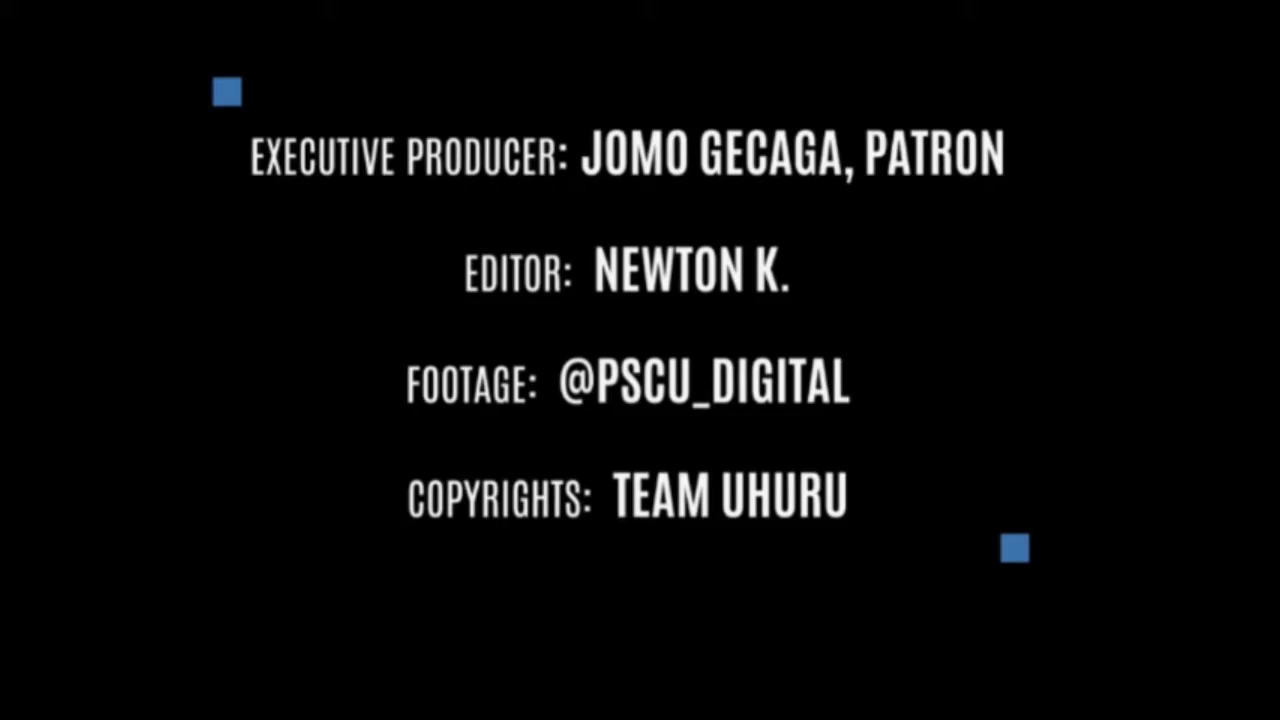 EXECUTIVE PRODUCER: JOMO GECAGA, PATRON
EDITOR: NEWTON K.
FOOTAGE: @PSCU_DIGITAL
COPYRIGHTS: TEAM UHURU